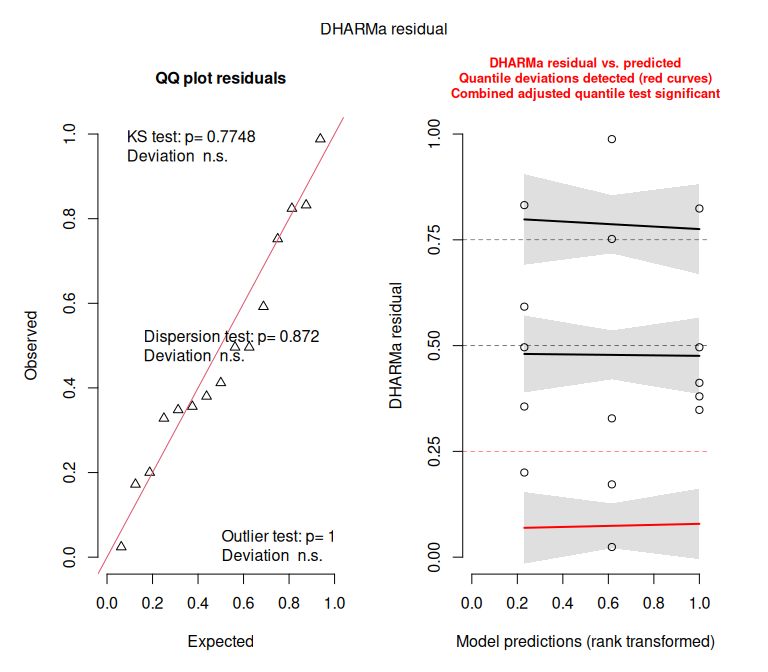 DHARMa residual
QQ plot residuals
KS test: p= 0.7748
Deviation n.s.
Dispersion test: p= 0.872
Deviation n.s.
Outlier test: p= 1
Deviation n.s.
Observed
0.0 0.2 0.4 0.6 0.8 1.0
0.0 0.2 0.4 0.6 0.8 1.0
Expected
DHARMa residual vs. predicted
Quantile deviations detected (red curves)
Combined adjusted quantile test significant
DHARMa residual
0.00 0.25 0.50 0.75 1.00
0.0 0.2 0.4 0.6 0.8 1.0
Model predictions (rank transformed)